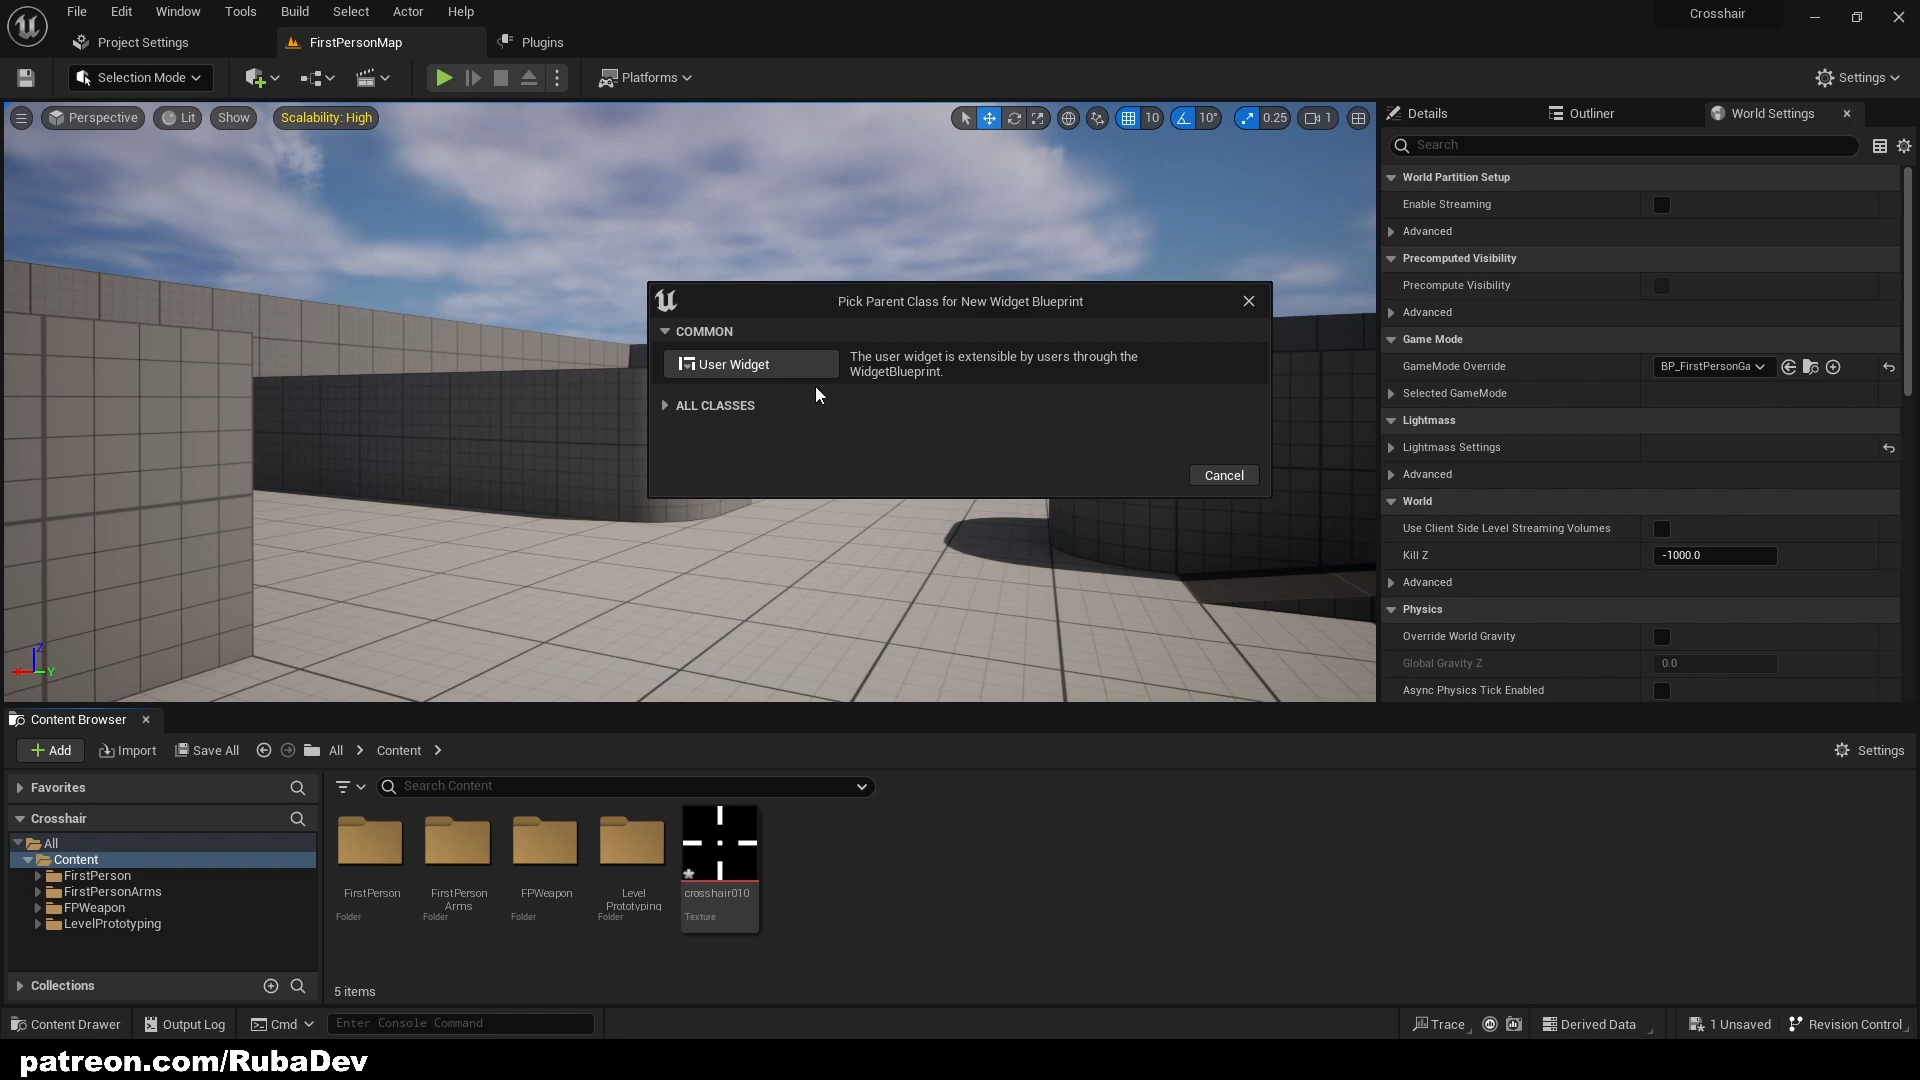 File Edit Window Tools Build Select Actor Help
Crosshair
Project Settings
FirstPersonMap
Plugins
Selection Mode
Platforms
Settings
Perspective
Lit
Show
Scalability: High
10
10°
0.25
1
Details
Outliner
World Settings
Search
World Partition Setup
Enable Streaming
Advanced
Precomputed Visibility
Precompute Visibility
Advanced
Game Mode
GameMode Override
BP_FirstPersonGa
Selected GameMode
Lightmass
Lightmass Settings
Advanced
World
Use Client Side Level Streaming Volumes
Kill Z
-1000.0
Advanced
Physics
Override World Gravity
Global Gravity Z
0.0
Async Physics Tick Enabled
Pick Parent Class for New Widget Blueprint
COMMON
User Widget
The user widget is extensible by users through the
WidgetBlueprint.
ALL CLASSES
Cancel
Z
X
Y
Content Browser
Add
Import
Save All
All
Content
Settings
Favorites
Search Content
Crosshair
All
Content
FirstPerson
FirstPersonArms
FPWeapon
LevelPrototyping
Collections
FirstPerson
Folder
FirstPerson
Arms
Folder
FPWeapon
Folder
Level
Prototyping
Folder
crosshair010
Texture
5 items
Content Drawer
Output Log
Cmd
Enter Console Command
Trace
Derived Data
1 Unsaved
Revision Control
patreon.com/RubaDev